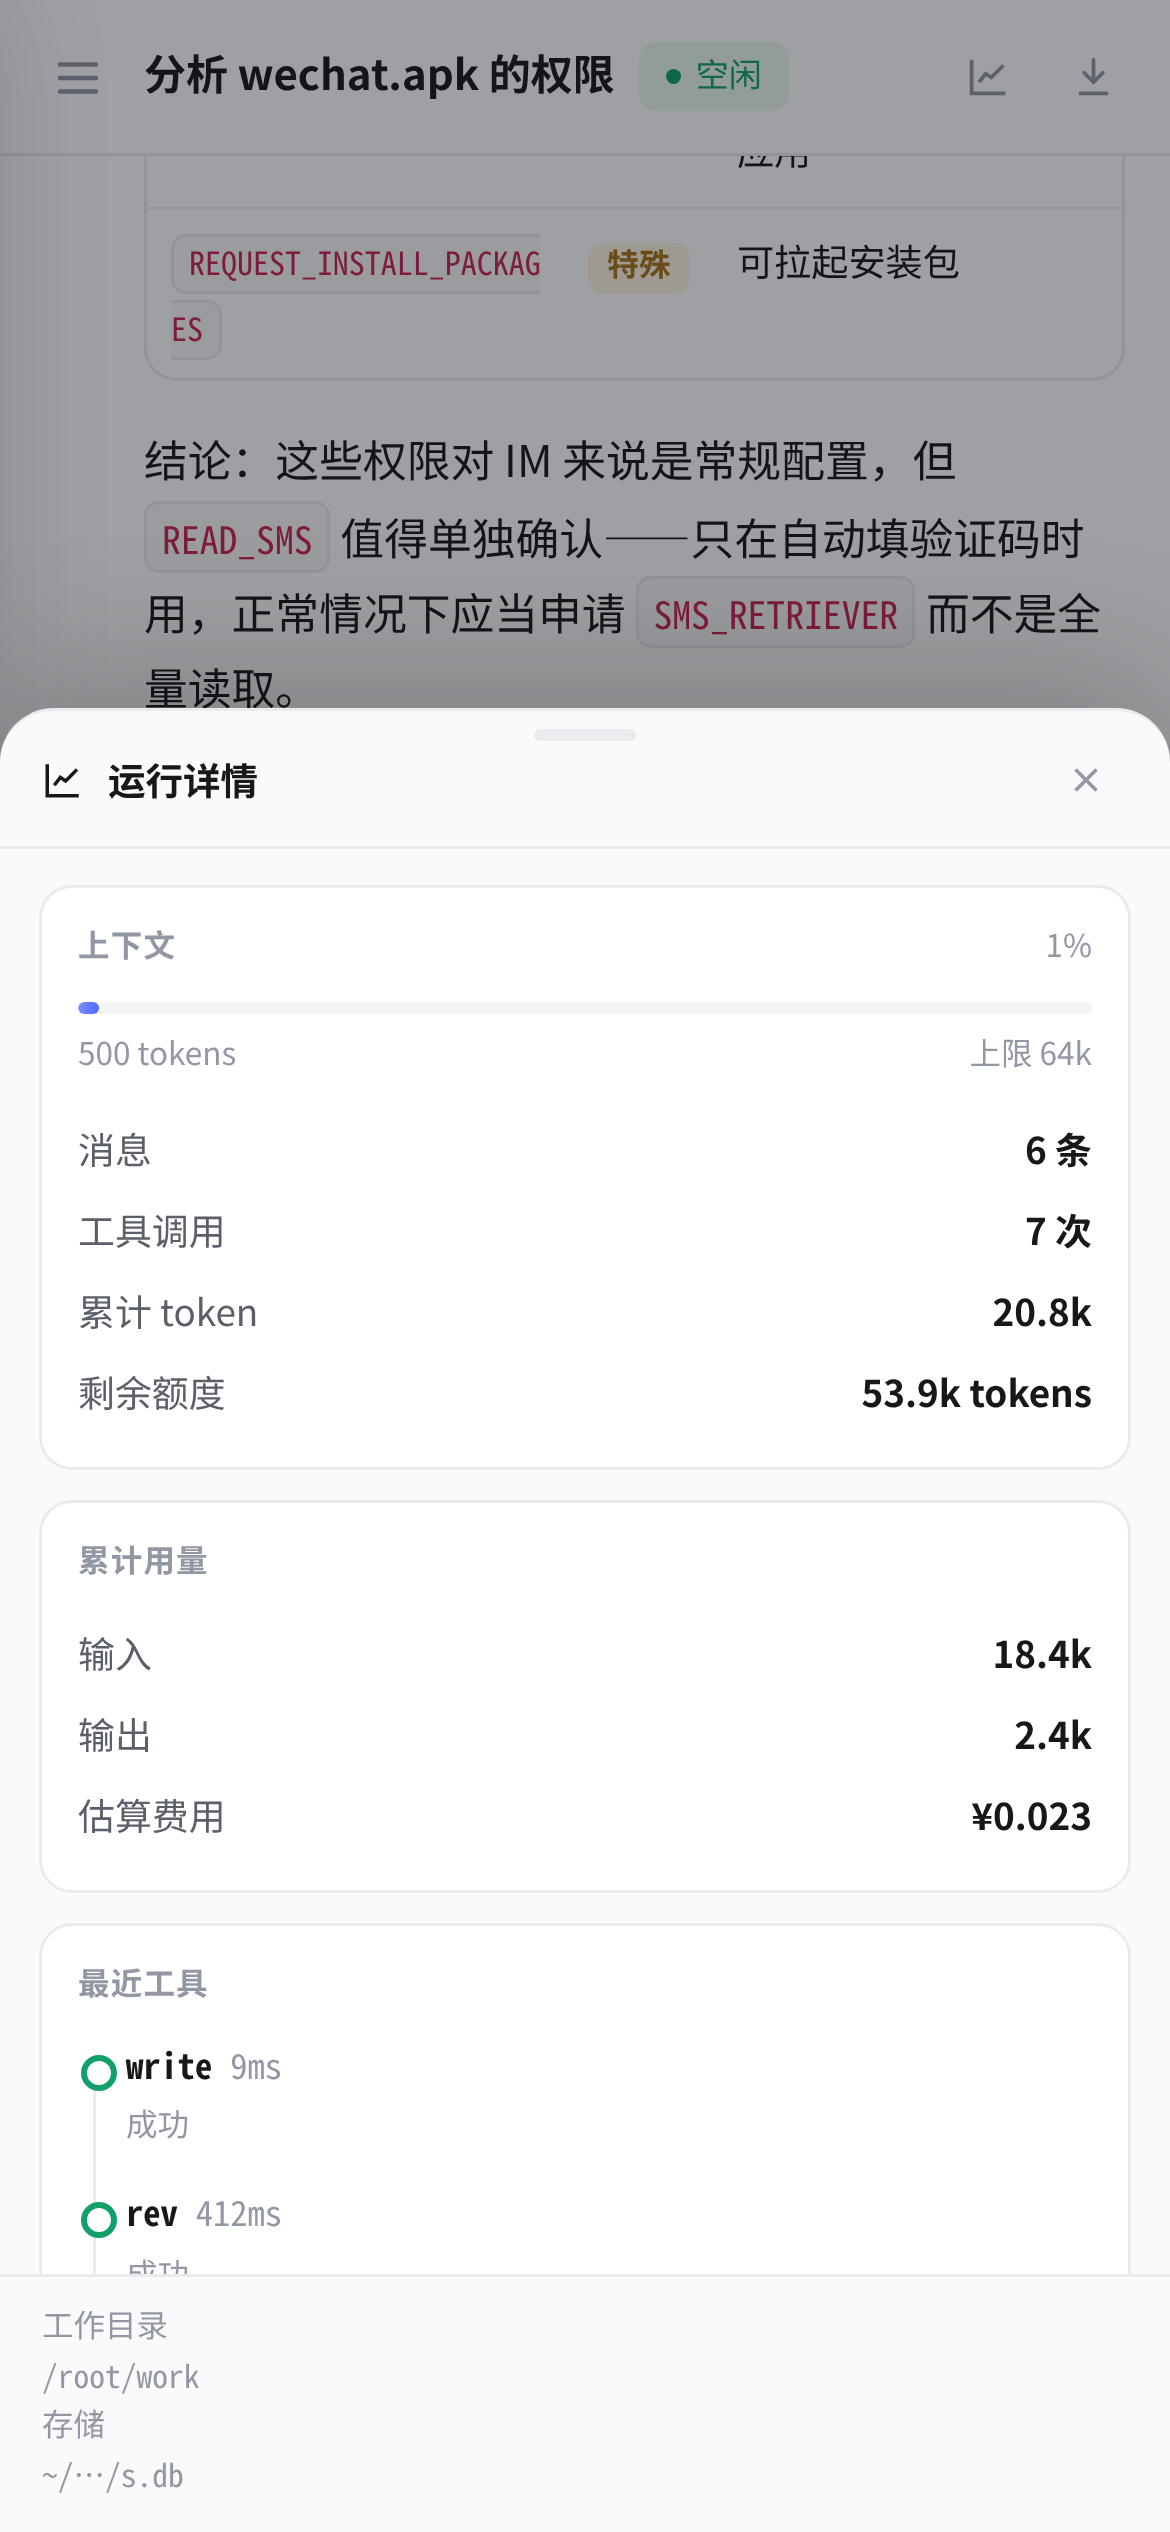 分析 wechat.apk 的权限
空闲
应用
REQUEST_INSTALL_PACKAG
ES
特殊
可拉起安装包
结论：这些权限对 IM 来说是常规配置，但
READ_SMS 值得单独确认——只在自动填验证码时
用，正常情况下应当申请 SMS_RETRIEVER 而不是全
量读取。
运行详情
上下文
1%
500 tokens
上限 64k
消息
6 条
工具调用
7 次
累计 token
20.8k
剩余额度
53.9k tokens
累计用量
输入
18.4k
输出
2.4k
估算费用
¥0.023
最近工具
write 9ms
成功
rev 412ms
成功
工作目录
/root/work
存储
~/···/s.db